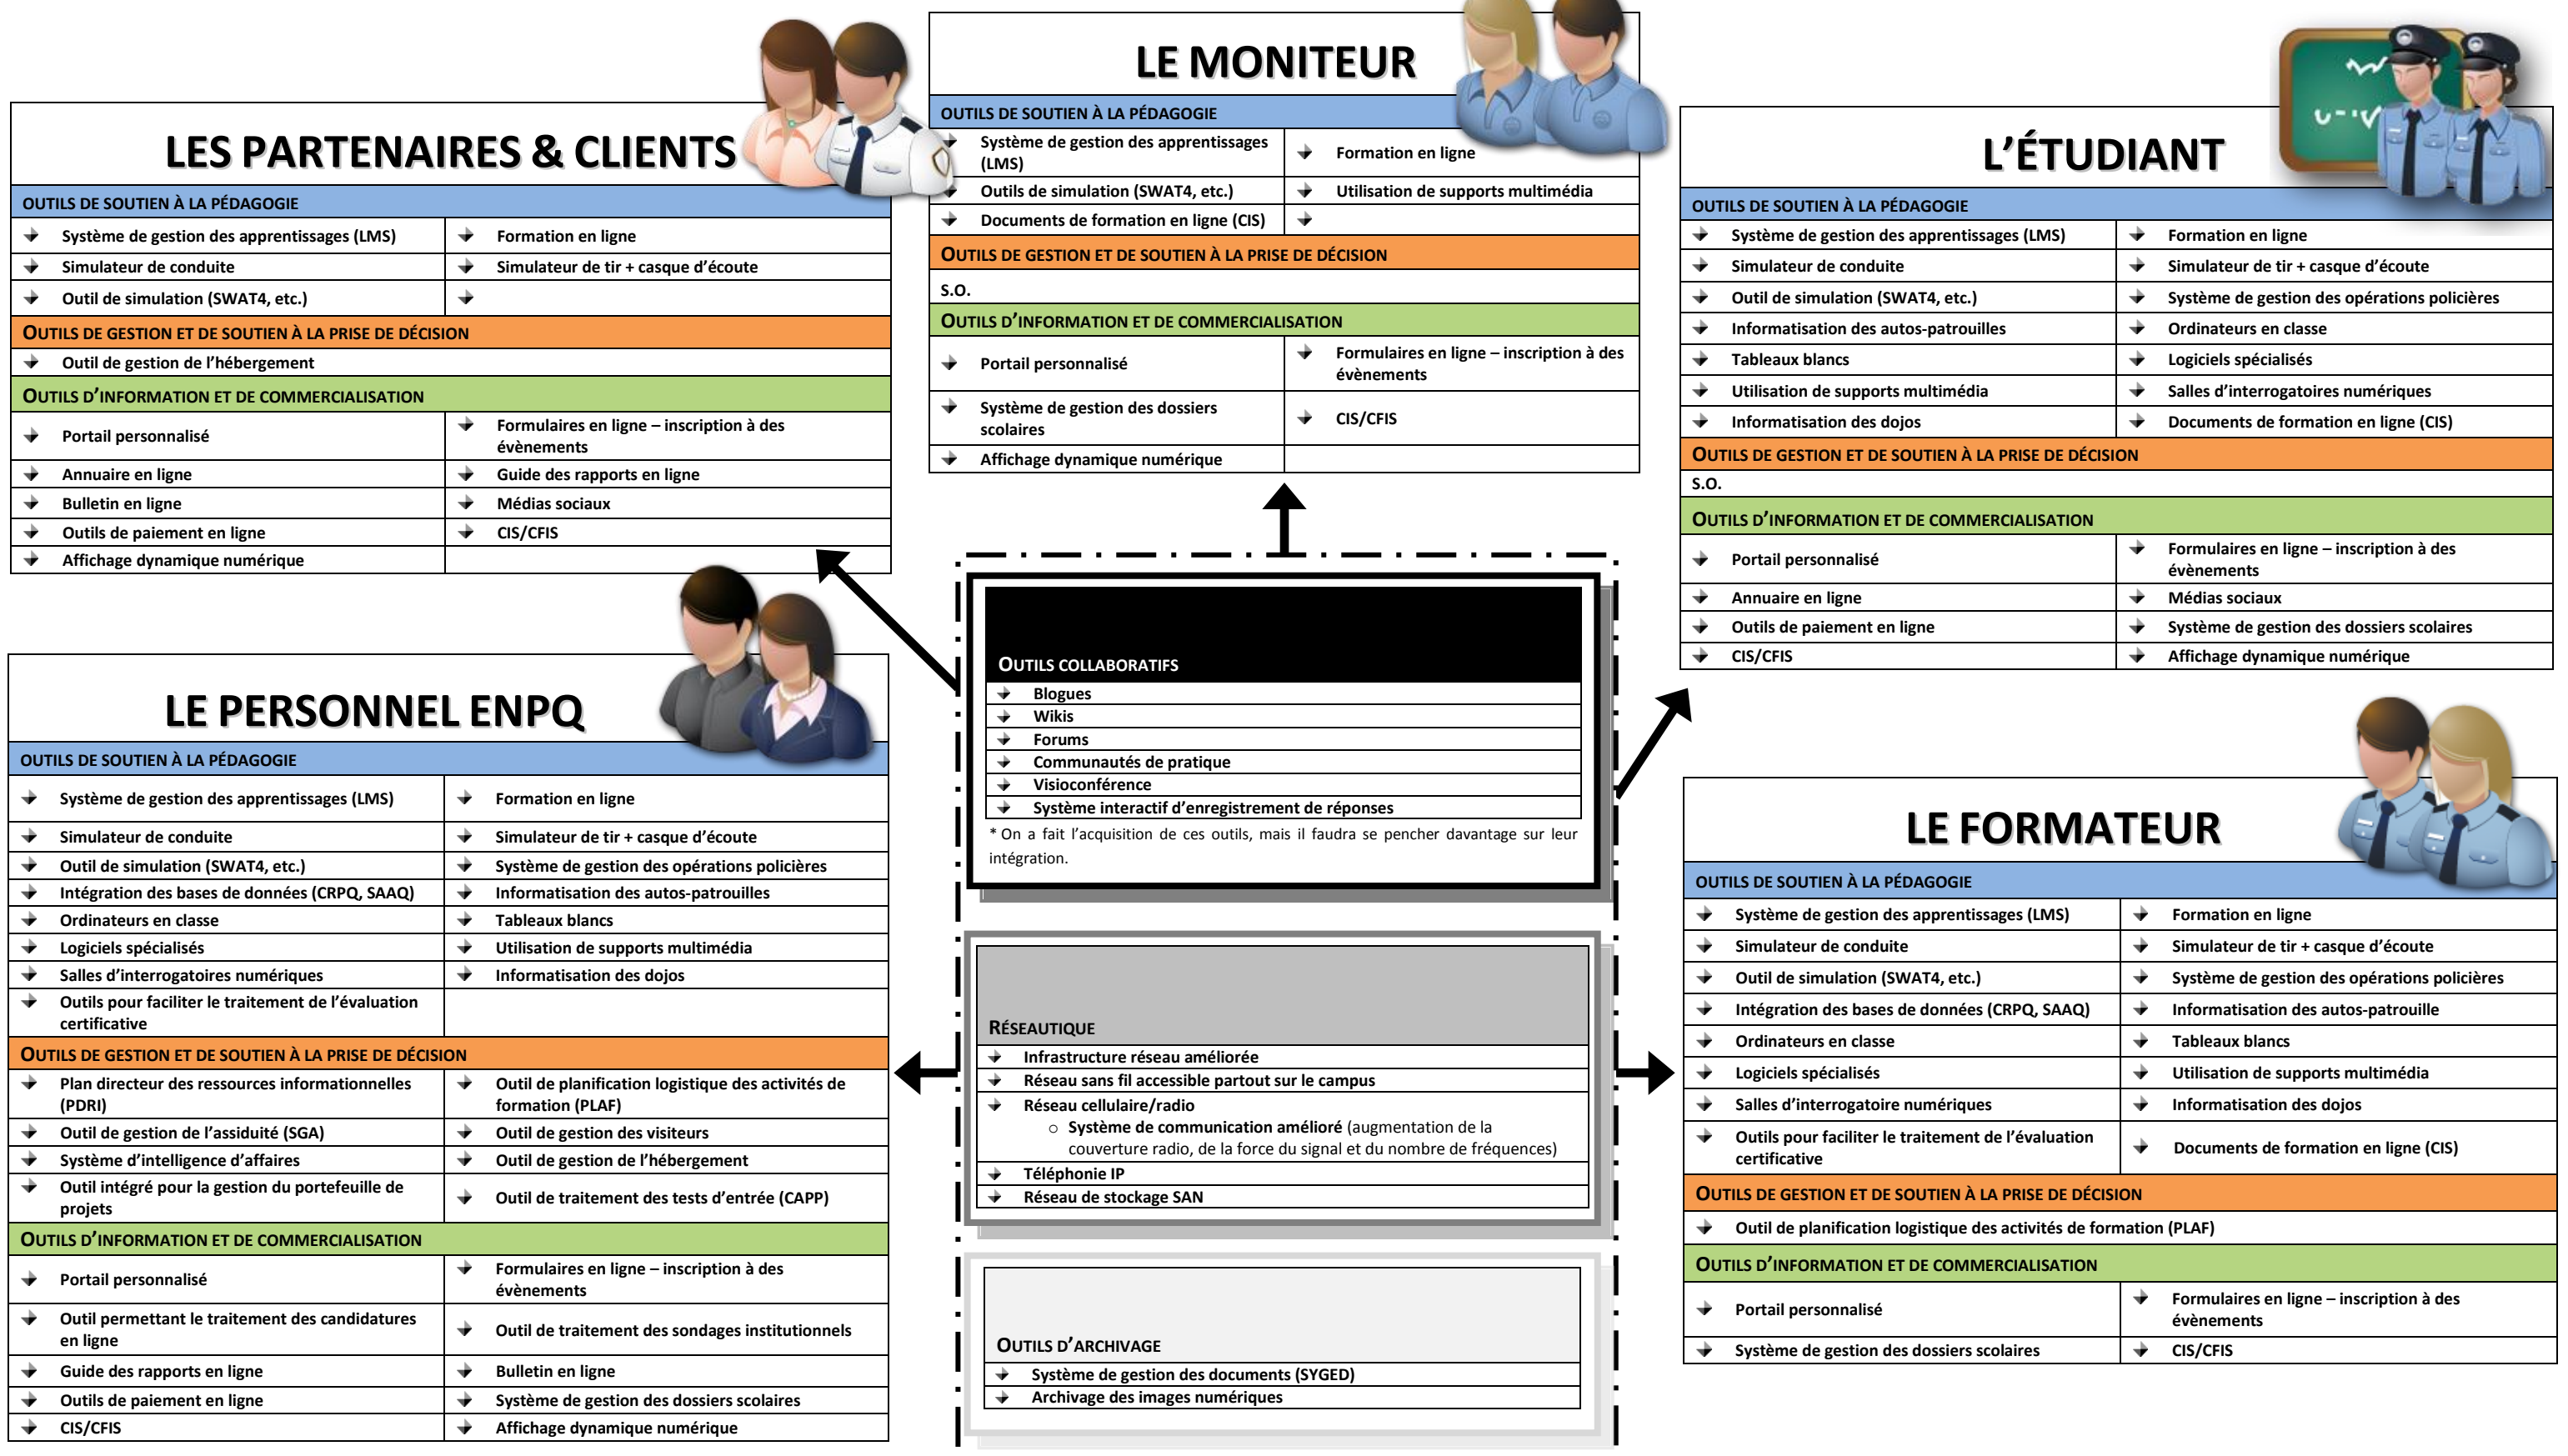 LES PARTENAIRES & CLIENTS
OUTILS DE SOUTIEN À LA PÉDAGOGIE
Système de gestion des apprentissages (LMS)
Formation en ligne
Simulateur de conduite
Simulateur de tir + casque d'écoute
Outil de simulation (SWAT4, etc.)
OUTILS DE GESTION ET DE SOUTIEN À LA PRISE DE DÉCISION
Outil de gestion de l'hébergement
OUTILS D'INFORMATION ET DE COMMERCIALISATION
Portail personnalisé
Formulaires en ligne – inscription à des
évènements
Annuaire en ligne
Guide des rapports en ligne
Bulletin en ligne
Médias sociaux
Outils de paiement en ligne
CIS/CFIS
Affichage dynamique numérique
LE MONITEUR
OUTILS DE SOUTIEN À LA PÉDAGOGIE
Système de gestion des apprentissages
(LMS)
Formation en ligne
Outils de simulation (SWAT4, etc.)
Utilisation de supports multimédia
Documents de formation en ligne (CIS)
OUTILS DE GESTION ET DE SOUTIEN À LA PRISE DE DÉCISION
S.O.
OUTILS D'INFORMATION ET DE COMMERCIALISATION
Portail personnalisé
Formulaires en ligne – inscription à des
évènements
Système de gestion des dossiers
scolaires
CIS/CFIS
Affichage dynamique numérique
L'ÉTUDIANT
OUTILS DE SOUTIEN À LA PÉDAGOGIE
Système de gestion des apprentissages (LMS)
Formation en ligne
Simulateur de conduite
Simulateur de tir + casque d'écoute
Outil de simulation (SWAT4, etc.)
Système de gestion des opérations policières
Informatisation des autos-patrouilles
Ordinateurs en classe
Tableaux blancs
Logiciels spécialisés
Utilisation de supports multimédia
Salles d'interrogatoires numériques
Informatisation des dojos
Documents de formation en ligne (CIS)
OUTILS DE GESTION ET DE SOUTIEN À LA PRISE DE DÉCISION
S.O.
OUTILS D'INFORMATION ET DE COMMERCIALISATION
Portail personnalisé
Formulaires en ligne – inscription à des
évènements
Annuaire en ligne
Médias sociaux
Outils de paiement en ligne
Système de gestion des dossiers scolaires
CIS/CFIS
Affichage dynamique numérique
LE PERSONNEL ENPQ
OUTILS DE SOUTIEN À LA PÉDAGOGIE
Système de gestion des apprentissages (LMS)
Formation en ligne
Simulateur de conduite
Simulateur de tir + casque d'écoute
Outil de simulation (SWAT4, etc.)
Système de gestion des opérations policières
Intégration des bases de données (CRPQ, SAAQ)
Informatisation des autos-patrouilles
Ordinateurs en classe
Tableaux blancs
Logiciels spécialisés
Utilisation de supports multimédia
Salles d'interrogatoires numériques
Informatisation des dojos
Outils pour faciliter le traitement de l'évaluation
certificative
OUTILS DE GESTION ET DE SOUTIEN À LA PRISE DE DÉCISION
Plan directeur des ressources informationnelles
(PDRI)
Outil de planification logistique des activités de
formation (PLAF)
Outil de gestion de l'assiduité (SGA)
Outil de gestion des visiteurs
Système d'intelligence d'affaires
Outil de gestion de l'hébergement
Outil intégré pour la gestion du portefeuille de
projets
Outil de traitement des tests d'entrée (CAPP)
OUTILS D'INFORMATION ET DE COMMERCIALISATION
Portail personnalisé
Formulaires en ligne – inscription à des
évènements
Outil permettant le traitement des candidatures
en ligne
Outil de traitement des sondages institutionnels
Guide des rapports en ligne
Bulletin en ligne
Outils de paiement en ligne
Système de gestion des dossiers scolaires
CIS/CFIS
Affichage dynamique numérique
OUTILS COLLABORATIFS
Blogues
Wikis
Forums
Communautés de pratique
Visioconférence
Système interactif d'enregistrement de réponses
* On a fait l'acquisition de ces outils, mais il faudra se pencher davantage sur leur
intégration.
RÉSEAUTIQUE
Infrastructure réseau améliorée
Réseau sans fil accessible partout sur le campus
Réseau cellulaire/radio
o Système de communication amélioré (augmentation de la
couverture radio, de la force du signal et du nombre de fréquences)
Téléphonie IP
Réseau de stockage SAN
OUTILS D'ARCHIVAGE
Système de gestion des documents (SYGED)
Archivage des images numériques
LE FORMATEUR
OUTILS DE SOUTIEN À LA PÉDAGOGIE
Système de gestion des apprentissages (LMS)
Formation en ligne
Simulateur de conduite
Simulateur de tir + casque d'écoute
Outil de simulation (SWAT4, etc.)
Système de gestion des opérations policières
Intégration des bases de données (CRPQ, SAAQ)
Informatisation des autos-patrouille
Ordinateurs en classe
Tableaux blancs
Logiciels spécialisés
Utilisation de supports multimédia
Salles d'interrogatoire numériques
Informatisation des dojos
Outils pour faciliter le traitement de l'évaluation
certificative
Documents de formation en ligne (CIS)
OUTILS DE GESTION ET DE SOUTIEN À LA PRISE DE DÉCISION
Outil de planification logistique des activités de formation (PLAF)
OUTILS D'INFORMATION ET DE COMMERCIALISATION
Portail personnalisé
Formulaires en ligne – inscription à des
évènements
Système de gestion des dossiers scolaires
CIS/CFIS